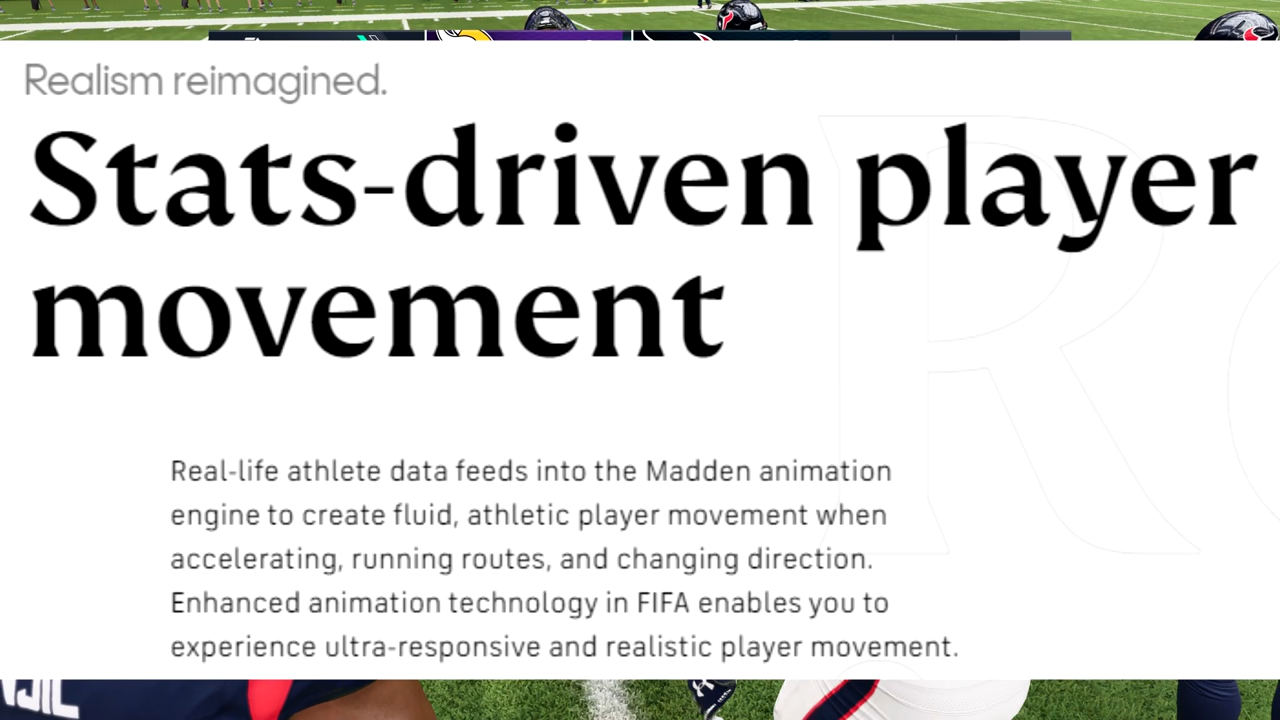 Realism reimagined.
Stats-driven player
movement
Real-life athlete data feeds into the Madden animation
engine to create fluid, athletic player movement when
accelerating, running routes, and changing direction.
Enhanced animation technology in FIFA enables you to
experience ultra-responsive and realistic player movement.